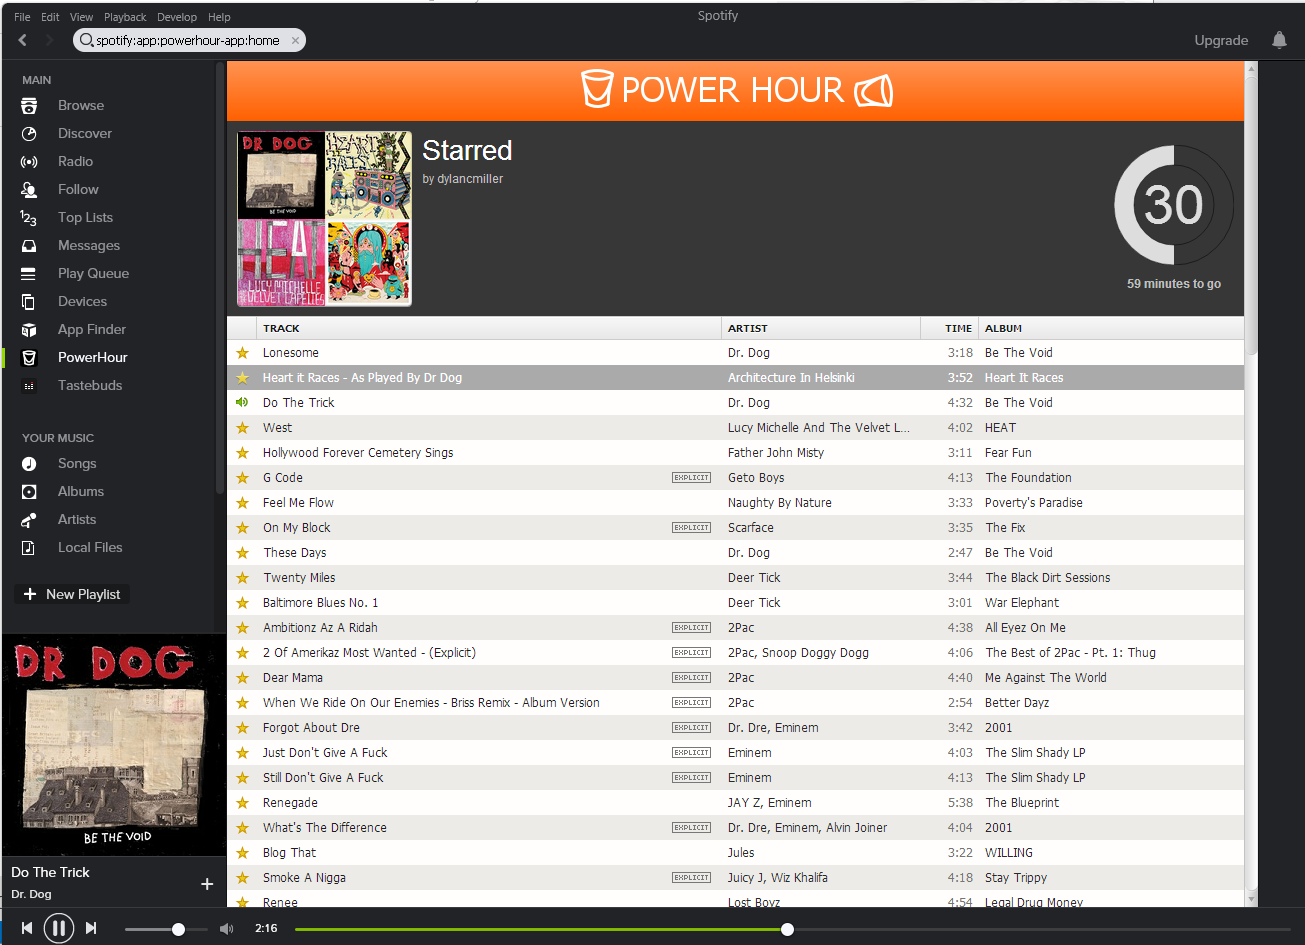 File Edit View Playback Develop Help
Spotify
spotify:app:powerhour-app:home
Upgrade
MAIN
Browse
Discover
Radio
Follow
Top Lists
Messages
Play Queue
Devices
App Finder
PowerHour
Tastebuds
YOUR MUSIC
Songs
Albums
Artists
Local Files
New Playlist
DR DOG
BE THE VOID
Do The Trick
Dr. Dog
POWER HOUR
DR DOG
BE THE VOID
HEART IT RACES
HEAT
LUCY MICHELLE
VELVET LAPELLES
Starred
by dylancmiller
30
59 minutes to go
TRACK ARTIST TIME ALBUM
Lonesome Dr. Dog 3:18 Be The Void
Heart it Races - As Played By Dr Dog Architecture In Helsinki 3:52 Heart It Races
Do The Trick Dr. Dog 4:32 Be The Void
West Lucy Michelle And The Velvet L... 4:02 HEAT
Hollywood Forever Cemetery Sings Father John Misty 3:11 Fear Fun
G Code EXPLICIT Geto Boys 4:13 The Foundation
Feel Me Flow Naughty By Nature 3:33 Poverty's Paradise
On My Block EXPLICIT Scarface 3:35 The Fix
These Days Dr. Dog 2:47 Be The Void
Twenty Miles Deer Tick 3:44 The Black Dirt Sessions
Baltimore Blues No. 1 Deer Tick 3:01 War Elephant
Ambitionz Az A Ridah EXPLICIT 2Pac 4:38 All Eyez On Me
2 Of Amerikaz Most Wanted - (Explicit) EXPLICIT 2Pac, Snoop Doggy Dogg 4:06 The Best of 2Pac - Pt. 1: Thug
Dear Mama EXPLICIT 2Pac 4:40 Me Against The World
When We Ride On Our Enemies - Briss Remix - Album Version EXPLICIT 2Pac 2:54 Better Dayz
Forgot About Dre EXPLICIT Dr. Dre, Eminem 3:42 2001
Just Don't Give A Fuck EXPLICIT Eminem 4:03 The Slim Shady LP
Still Don't Give A Fuck EXPLICIT Eminem 4:13 The Slim Shady LP
Renegade JAY Z, Eminem 5:38 The Blueprint
What's The Difference EXPLICIT Dr. Dre, Eminem, Alvin Joiner 4:04 2001
Blog That Jules 3:22 WILLING
Smoke A Nigga EXPLICIT Juicy J, Wiz Khalifa 4:18 Stay Trippy
Renee Lost Boyz 4:54 Legal Drug Money
2:16